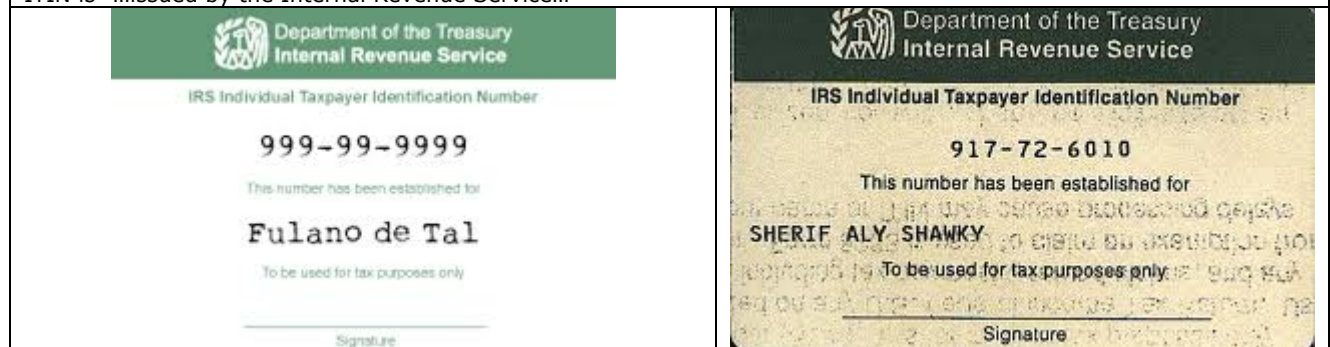 ITIN is "...issued by the Internal Revenue Service...
Department of the Treasury
Internal Revenue Service
IRS Individual Taxpayer Identification Number
999-99-9999
This number has been established for
Fulano de Tal
To be used for tax purposes only
Signature
Department of the Treasury
Internal Revenue Service
IRS Individual Taxpayer Identification Number
917-72-6010
This number has been established for
SHERIF ALY SHAWKY
To be used for tax purposes only
Signature